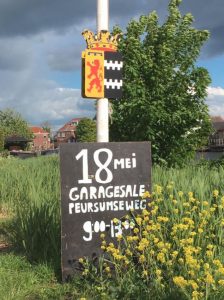 18 MEI
GARAGESALE
PEURSUMSEWEG
9:00-13:00